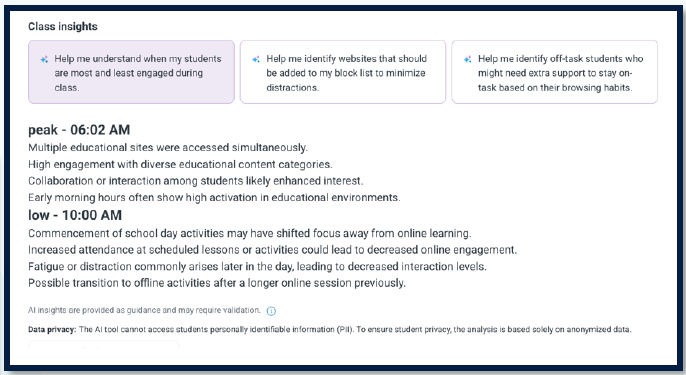 Class insights
Help me understand when my students
are most and least engaged during
class.
Help me identify websites that should
be added to my block list to minimize
distractions.
Help me identify off-task students who
might need extra support to stay on-
task based on their browsing habits.
peak - 06:02 AM
Multiple educational sites were accessed simultaneously.
High engagement with diverse educational content categories.
Collaboration or interaction among students likely enhanced interest.
Early morning hours often show high activation in educational environments.
low - 10:00 AM
Commencement of school day activities may have shifted focus away from online learning.
Increased attendance at scheduled lessons or activities could lead to decreased online engagement.
Fatigue or distraction commonly arises later in the day, leading to decreased interaction levels.
Possible transition to offline activities after a longer online session previously.
AI insights are provided as guidance and may require validation.
Data privacy: The AI tool cannot access students personally identifiable information (PII). To ensure student privacy, the analysis is based solely on anonymized data.